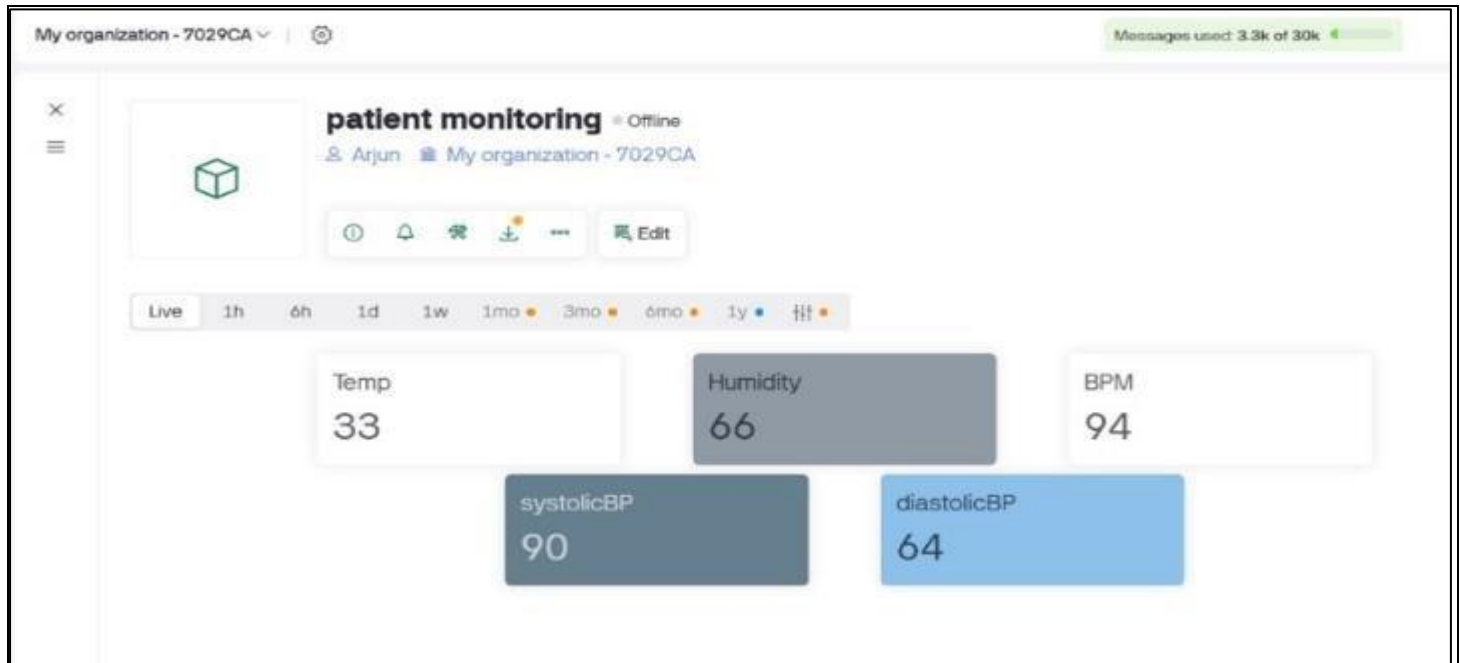 My organization - 7029CA
Messages used: 3.3k of 30k
patient monitoring Offline
Arjun My organization - 7029CA
Edit
Live 1h 6h 1d 1w 1mo 3mo 6mo 1y
Temp Humidity BPM
33 66 94
systolicBP diastolicBP
90 64